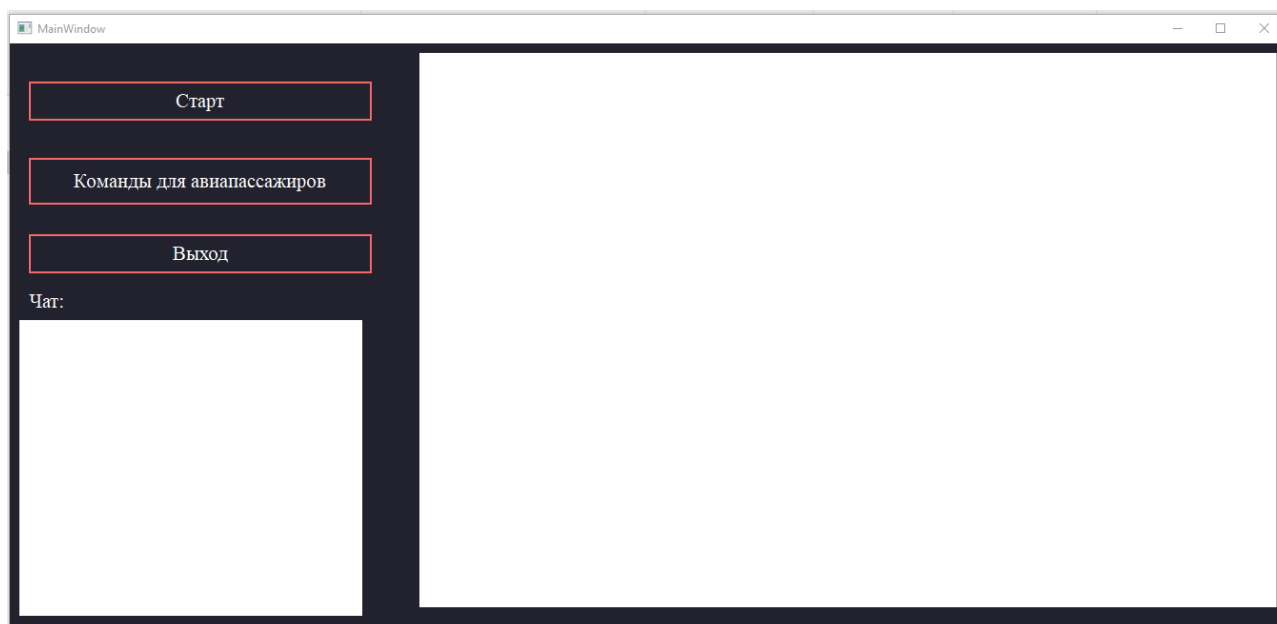 MainWindow
Старт
Команды для авиапассажиров
Выход
Чат: